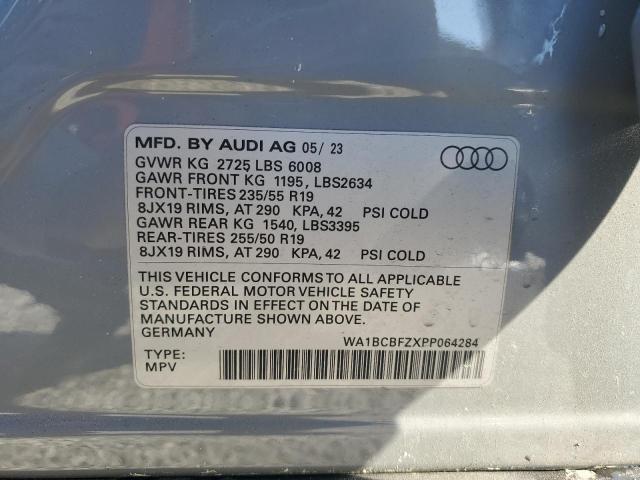 MFD. BY AUDI AG 05/ 23
GVWR KG 2725 LBS 6008
GAWR FRONT KG 1195, LBS2634
FRONT-TIRES 235/55 R19
8JX19 RIMS, AT 290 KPA, 42 PSI COLD
GAWR REAR KG 1540, LBS3395
REAR-TIRES 255/50 R19
8JX19 RIMS, AT 290 KPA, 42 PSI COLD
THIS VEHICLE CONFORMS TO ALL APPLICABLE
U.S. FEDERAL MOTOR VEHICLE SAFETY
STANDARDS IN EFFECT ON THE DATE OF
MANUFACTURE SHOWN ABOVE.
GERMANY
WA1BCBFZXPP064284
TYPE:
MPV